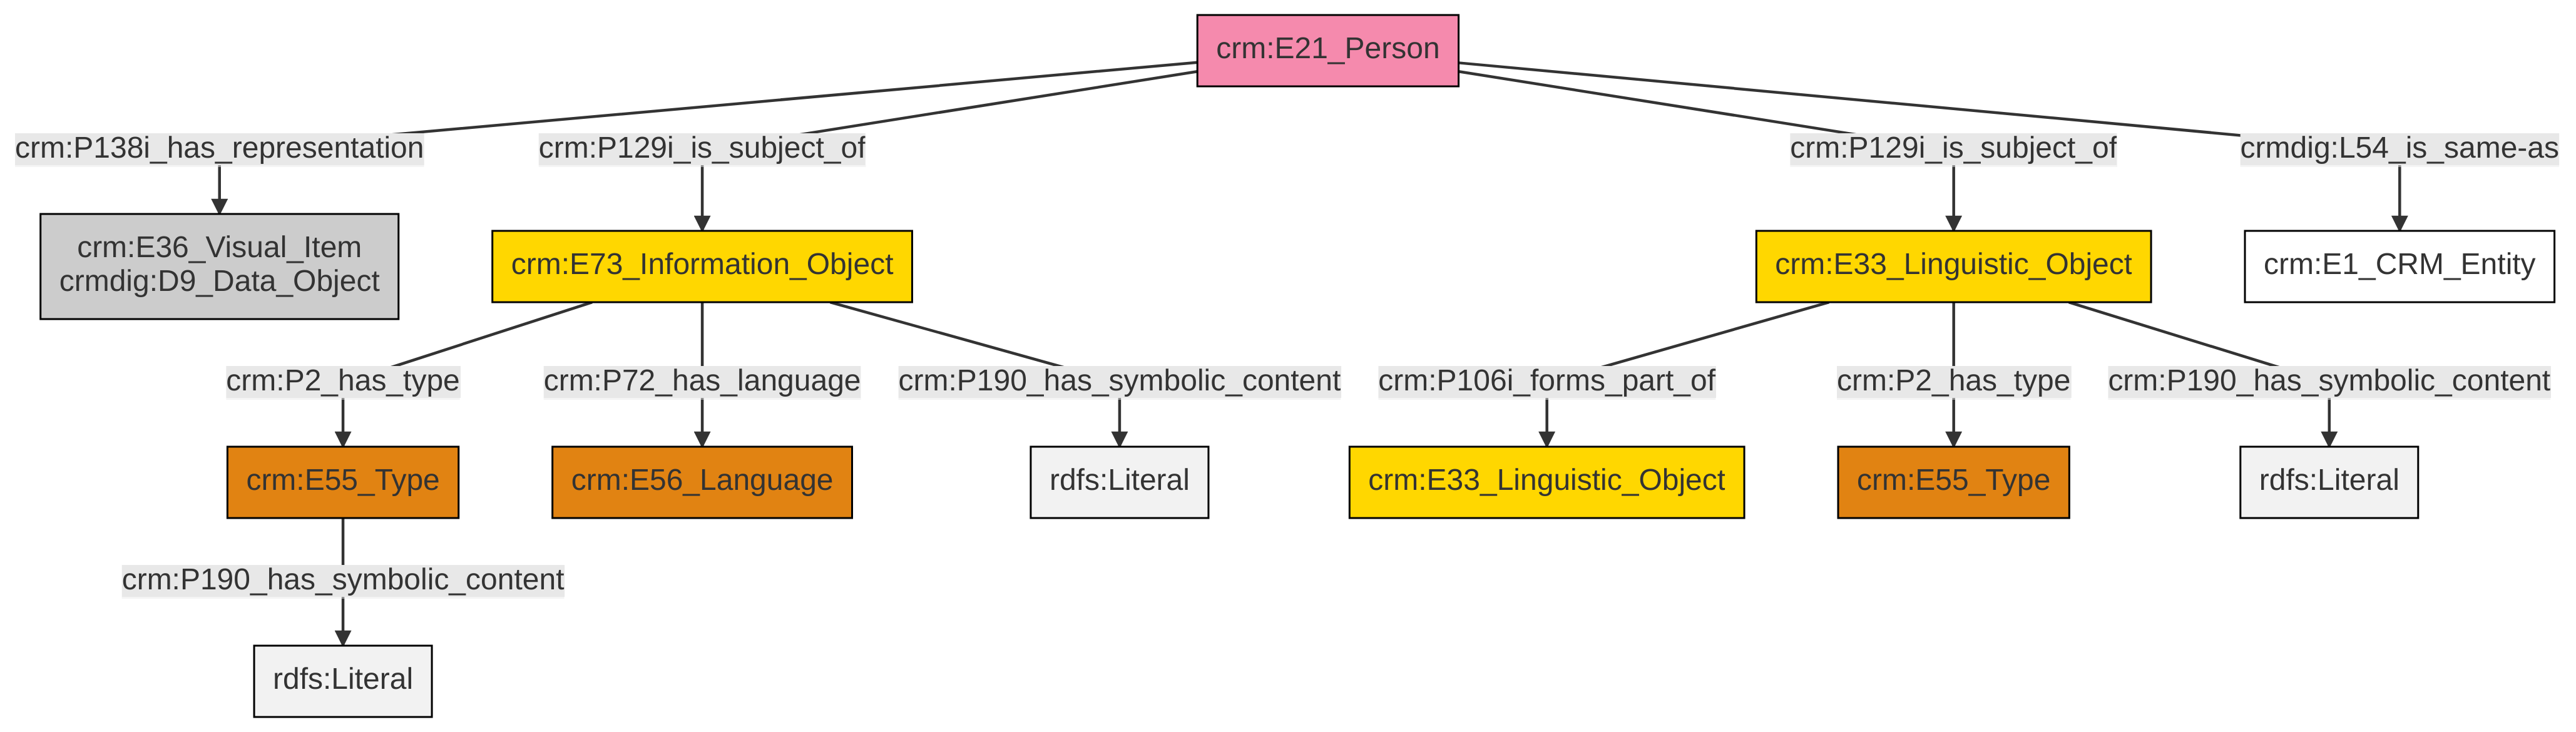 crm:E21_Person
crm:P138i_has_representation
crm:P129i_is_subject_of
crm:P129i_is_subject_of
crmdig:L54_is_same-as
crm:E36_Visual_Item
crmdig:D9_Data_Object
crm:E73_Information_Object
crm:E33_Linguistic_Object
crm:E1_CRM_Entity
crm:P2_has_type
crm:P72_has_language
crm:P190_has_symbolic_content
crm:P106i_forms_part_of
crm:P2_has_type
crm:P190_has_symbolic_content
crm:E55_Type
crm:E56_Language
rdfs:Literal
crm:E33_Linguistic_Object
crm:E55_Type
rdfs:Literal
crm:P190_has_symbolic_content
rdfs:Literal